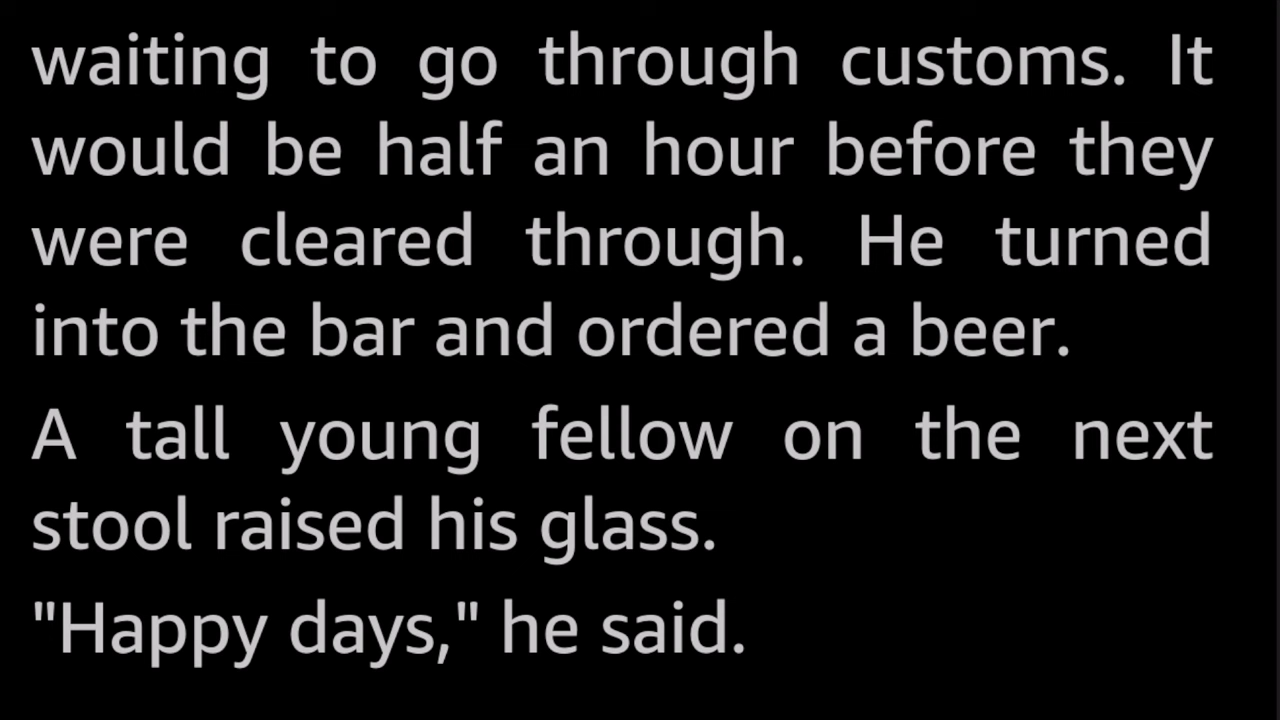 waiting to go through customs. It
would be half an hour before they
were cleared through. He turned
into the bar and ordered a beer.
A tall young fellow on the next
stool raised his glass.
"Happy days," he said.